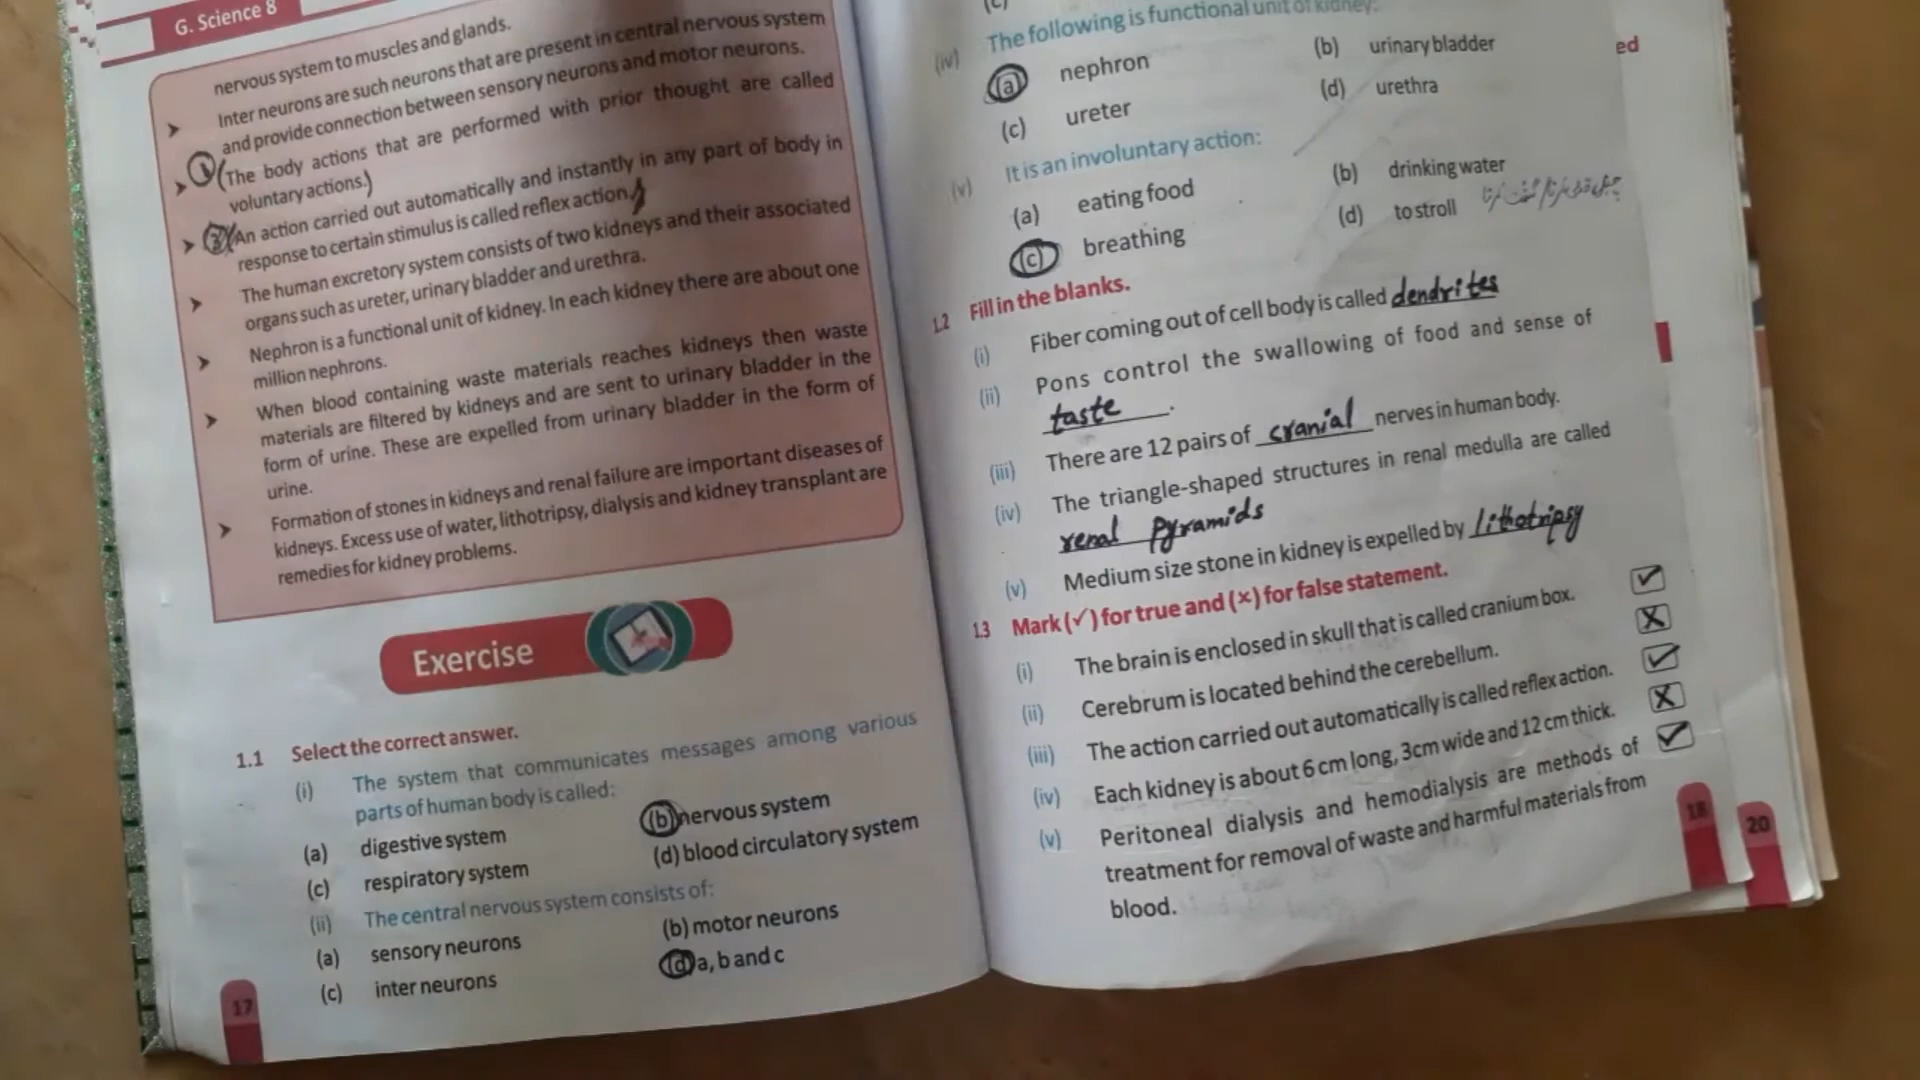 G. Science 8
nervous system to muscles and glands.
➤ Inter neurons are such neurons that are present in central nervous system
and provide connection between sensory neurons and motor neurons.
➤ (The body actions that are performed with prior thought are called
voluntary actions.)
➤ (An action carried out automatically and instantly in any part of body in
response to certain stimulus is called reflex action.)
➤ The human excretory system consists of two kidneys and their associated
organs such as ureter, urinary bladder and urethra.
➤ Nephron is a functional unit of kidney. In each kidney there are about one
million nephrons.
➤ When blood containing waste materials reaches kidneys then waste
materials are filtered by kidneys and are sent to urinary bladder in the
form of urine. These are expelled from urinary bladder in the form of
urine.
➤ Formation of stones in kidneys and renal failure are important diseases of
kidneys. Excess use of water, lithotripsy, dialysis and kidney transplant are
remedies for kidney problems.
Exercise
1.1 Select the correct answer.
(i) The system that communicates messages among various
parts of human body is called:
(a) digestive system (b) nervous system
(c) respiratory system (d) blood circulatory system
(ii) The central nervous system consists of:
(a) sensory neurons (b) motor neurons
(c) inter neurons (d) a, b and c
17
(c)
(iv) The following is functional unit of kidney:
(a) nephron (b) urinary bladder
(c) ureter (d) urethra
(v) It is an involuntary action:
(a) eating food (b) drinking water
(c) breathing (d) to stroll
1.2 Fill in the blanks.
(i) Fiber coming out of cell body is called dendrites
(ii) Pons control the swallowing of food and sense of
taste.
(iii) There are 12 pairs of cranial nerves in human body.
(iv) The triangle-shaped structures in renal medulla are called
renal Pyramids
(v) Medium size stone in kidney is expelled by lithotripsy
1.3 Mark (✓) for true and (×) for false statement.
(i) The brain is enclosed in skull that is called cranium box. ✓
(ii) Cerebrum is located behind the cerebellum. X
(iii) The action carried out automatically is called reflex action. ✓
(iv) Each kidney is about 6 cm long, 3cm wide and 12 cm thick. X
(v) Peritoneal dialysis and hemodialysis are methods of ✓
treatment for removal of waste and harmful materials from
blood.
18
20
ed